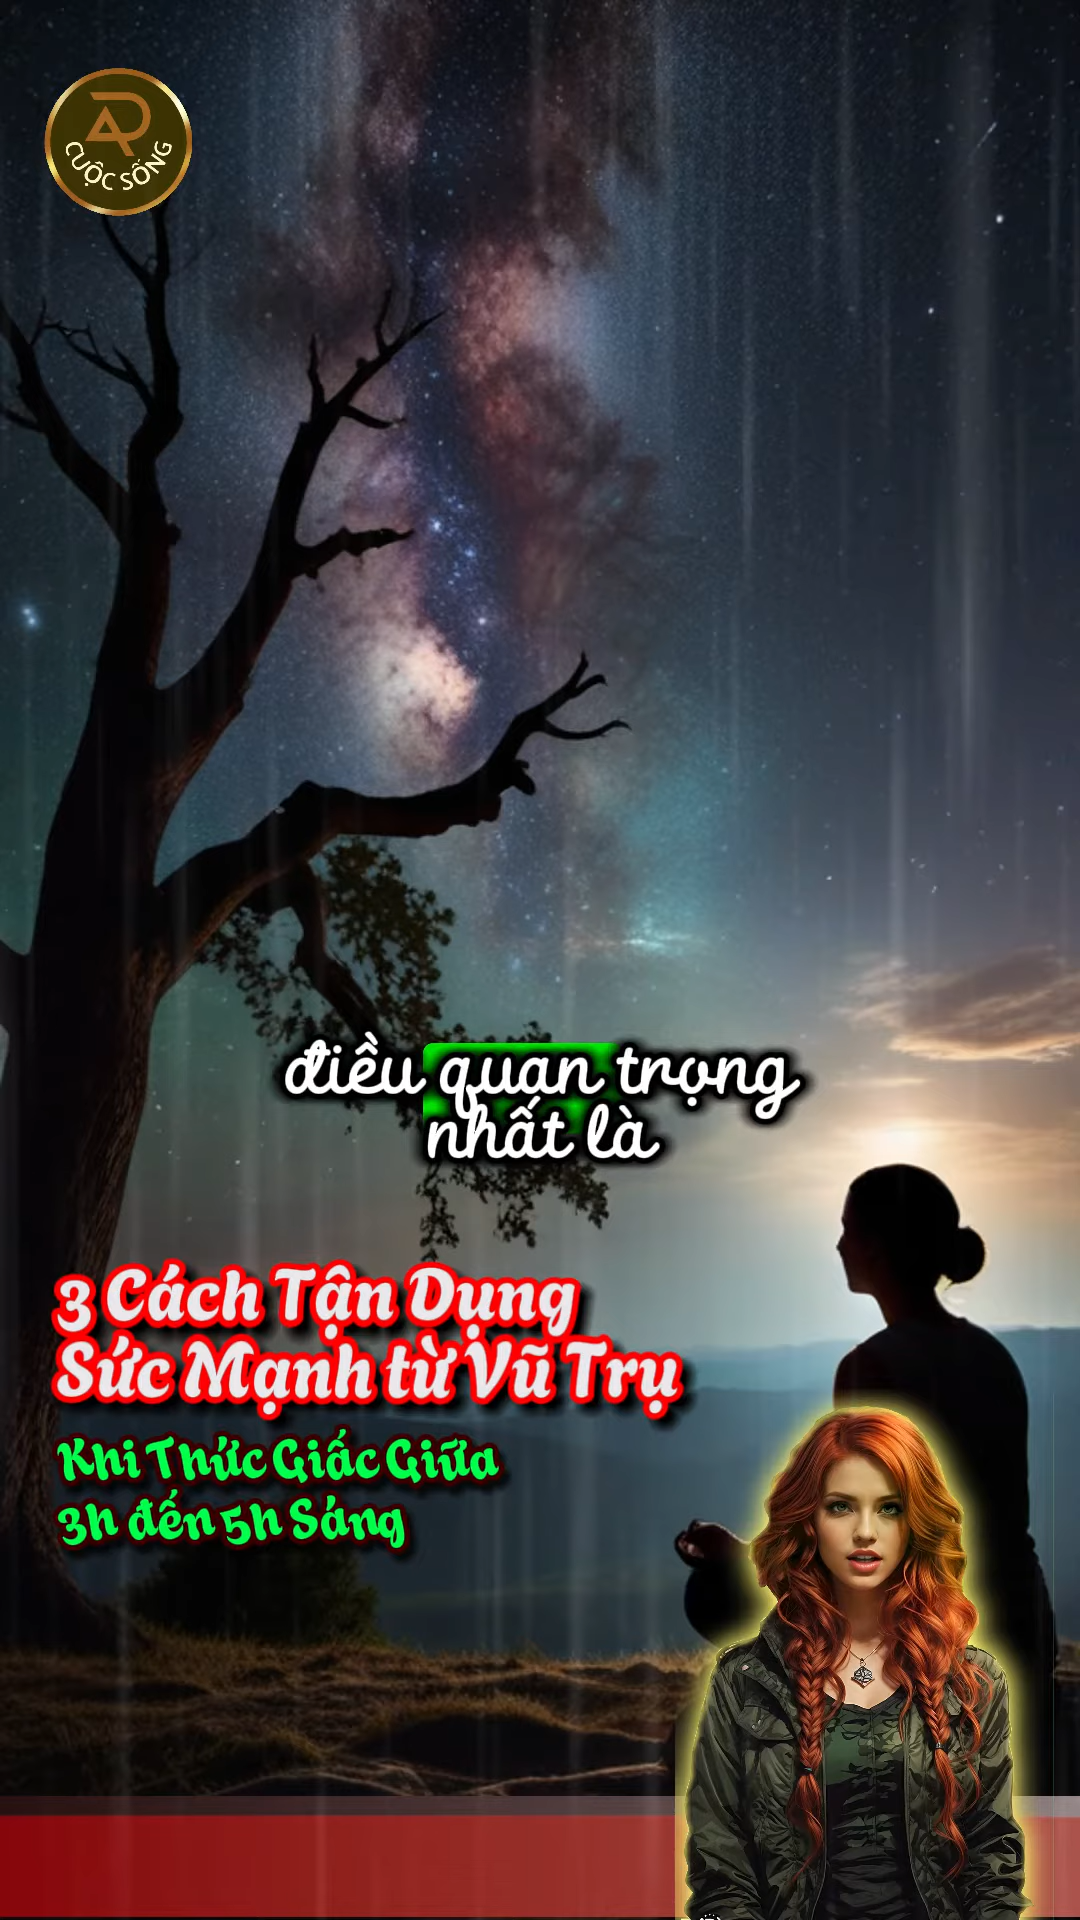 CUỘC SỐNG
điều quan trọng
nhất là
3 Cách Tận Dụng
Sức Mạnh từ Vũ Trụ
Khi Thức Giấc Giữa
3h đến 5h Sáng